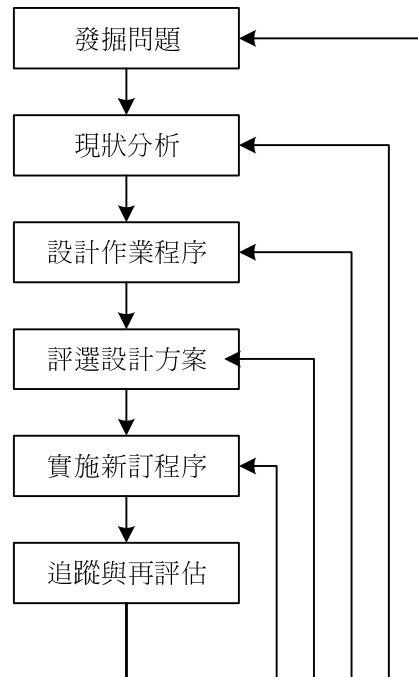 發掘問題
現狀分析
設計作業程序
評選設計方案
實施新訂程序
追蹤與再評估